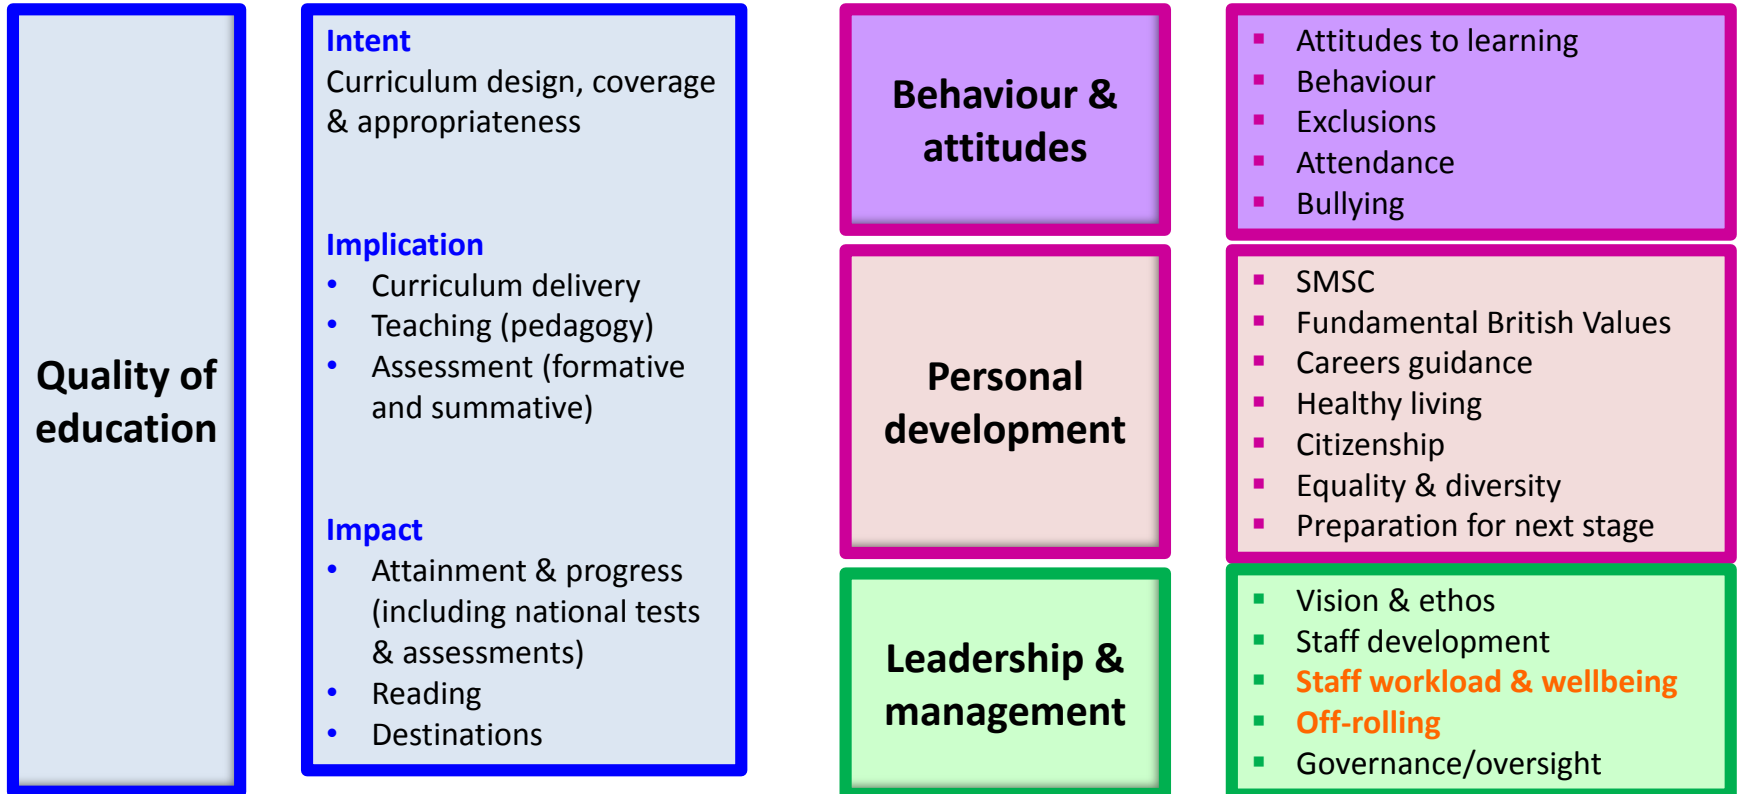 Quality of
education
Intent
Curriculum design, coverage
& appropriateness
Implication
• Curriculum delivery
• Teaching (pedagogy)
• Assessment (formative
and summative)
Impact
• Attainment & progress
(including national tests
& assessments)
• Reading
• Destinations
Behaviour &
attitudes
▪ Attitudes to learning
▪ Behaviour
▪ Exclusions
▪ Attendance
▪ Bullying
Personal
development
▪ SMSC
▪ Fundamental British Values
▪ Careers guidance
▪ Healthy living
▪ Citizenship
▪ Equality & diversity
▪ Preparation for next stage
Leadership &
management
▪ Vision & ethos
▪ Staff development
▪ Staff workload & wellbeing
▪ Off-rolling
▪ Governance/oversight